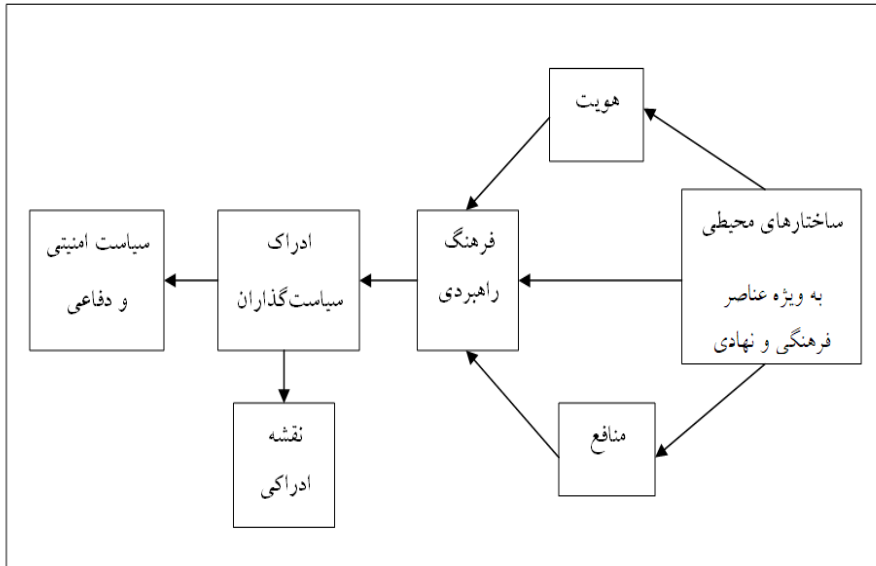 هویت
ساختارهای محیطی
به ویژه عناصر
فرهنگی و نهادی
فرهنگ
راهبردی
ادراک
سیاست‌گذاران
سیاست امنیتی
و دفاعی
منافع
نقشه
ادراکی